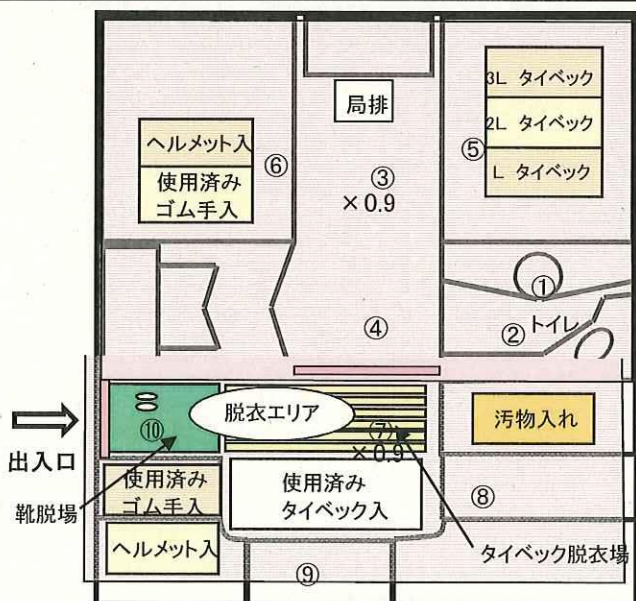 局排
3L タイベック
2L タイベック
L タイベック
⑤
ヘルメット入
使用済み
ゴム手入
⑥
③
×0.9
①
②
トイレ
④
出入口
靴脱場
⑩
脱衣エリア
⑦
×0.9
汚物入れ
使用済み
ゴム手入
ヘルメット入
使用済み
タイベック入
⑧
タイベック脱衣場
⑨